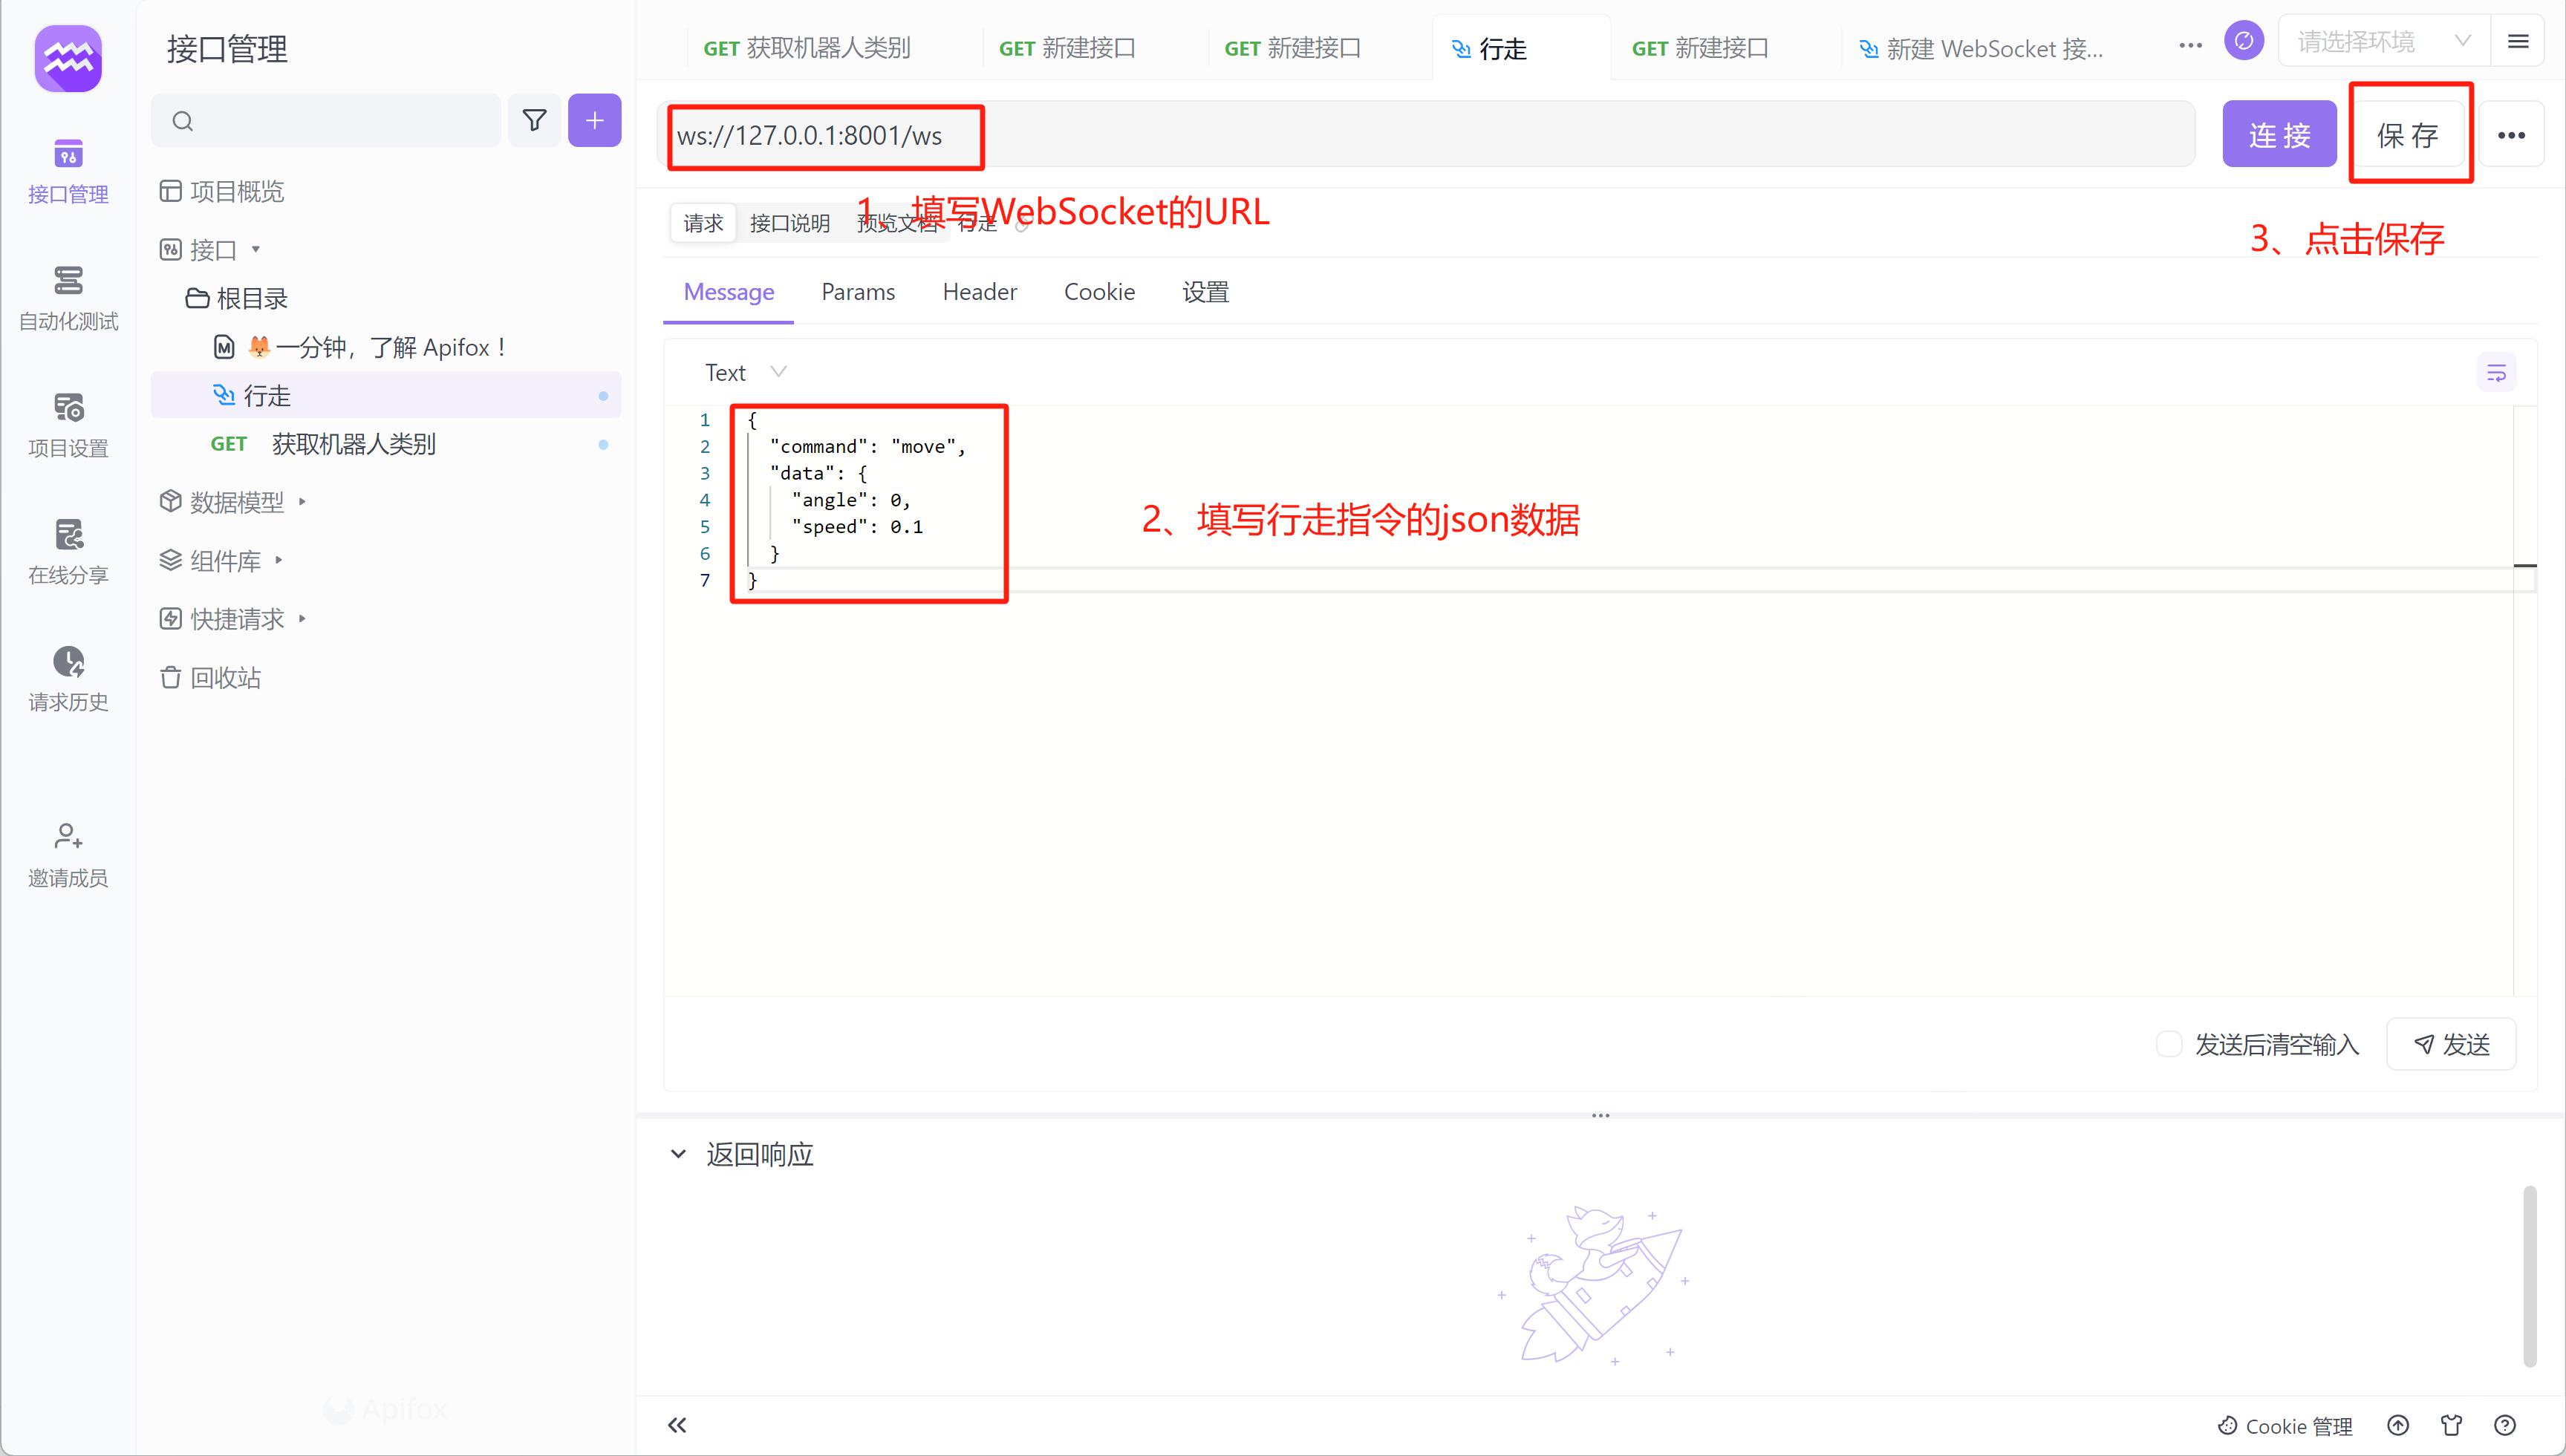 接口管理
自动化测试
项目设置
在线分享
请求历史
邀请成员
接口管理
项目概览
接口
根目录
一分钟，了解 Apifox！
行走
GET 获取机器人类别
数据模型
组件库
快捷请求
回收站
Apifox
GET 获取机器人类别 GET 新建接口 GET 新建接口 行走 GET 新建接口 新建 WebSocket 接... 请选择环境
ws://127.0.0.1:8001/ws 连 接 保 存
1、填写WebSocket的URL
请求 接口说明 预览文档 行走
3、点击保存
Message Params Header Cookie 设置
Text
1 {
2 "command": "move",
3 "data": {
4 "angle": 0,
5 "speed": 0.1
6 }
7 }
2、填写行走指令的json数据
发送后清空输入 发送
返回响应
Cookie 管理